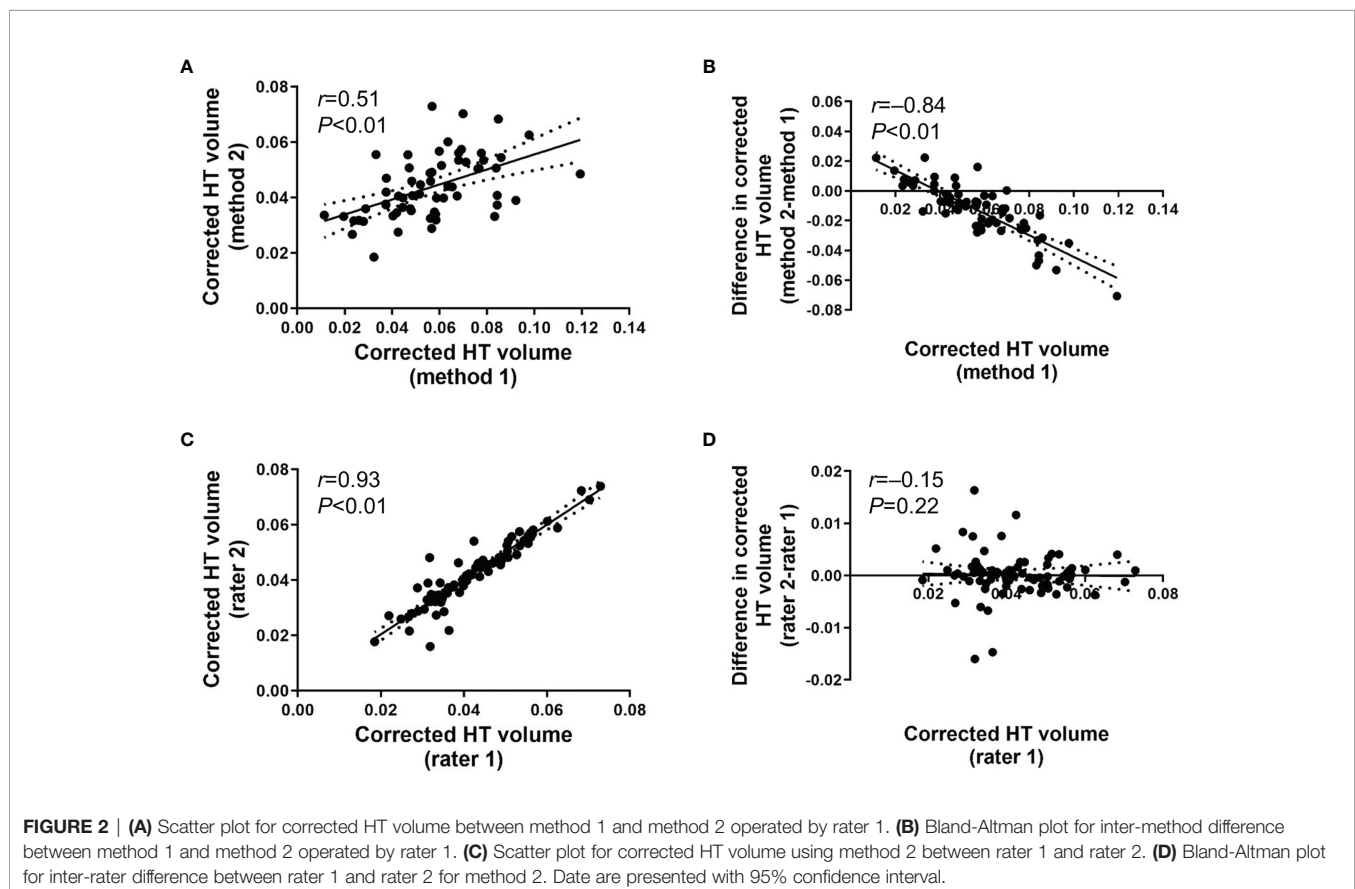 A
r=0.51
P<0.01
Corrected HT volume
(method 2)
0.08
0.06
0.04
0.02
0.00
0.00 0.02 0.04 0.06 0.08 0.10 0.12 0.14
Corrected HT volume
(method 1)
B
r=–0.84
P<0.01
Difference in corrected
HT volume
(method 2-method 1)
0.06
0.04
0.02
0.00
-0.02
-0.04
-0.06
-0.08
0.02 0.04 0.06 0.08 0.10 0.12 0.14
Corrected HT volume
(method 1)
C
r=0.93
P<0.01
Corrected HT volume
(rater 2)
0.08
0.06
0.04
0.02
0.00
0.00 0.02 0.04 0.06 0.08
Corrected HT volume
(rater 1)
D
r=–0.15
P=0.22
Difference in corrected
HT volume
(rater 2-rater 1)
0.02
0.01
0.00
-0.01
-0.02
0.02 0.04 0.06 0.08
Corrected HT volume
(rater 1)
FIGURE 2 | (A) Scatter plot for corrected HT volume between method 1 and method 2 operated by rater 1. (B) Bland-Altman plot for inter-method difference
between method 1 and method 2 operated by rater 1. (C) Scatter plot for corrected HT volume using method 2 between rater 1 and rater 2. (D) Bland-Altman plot
for inter-rater difference between rater 1 and rater 2 for method 2. Date are presented with 95% confidence interval.